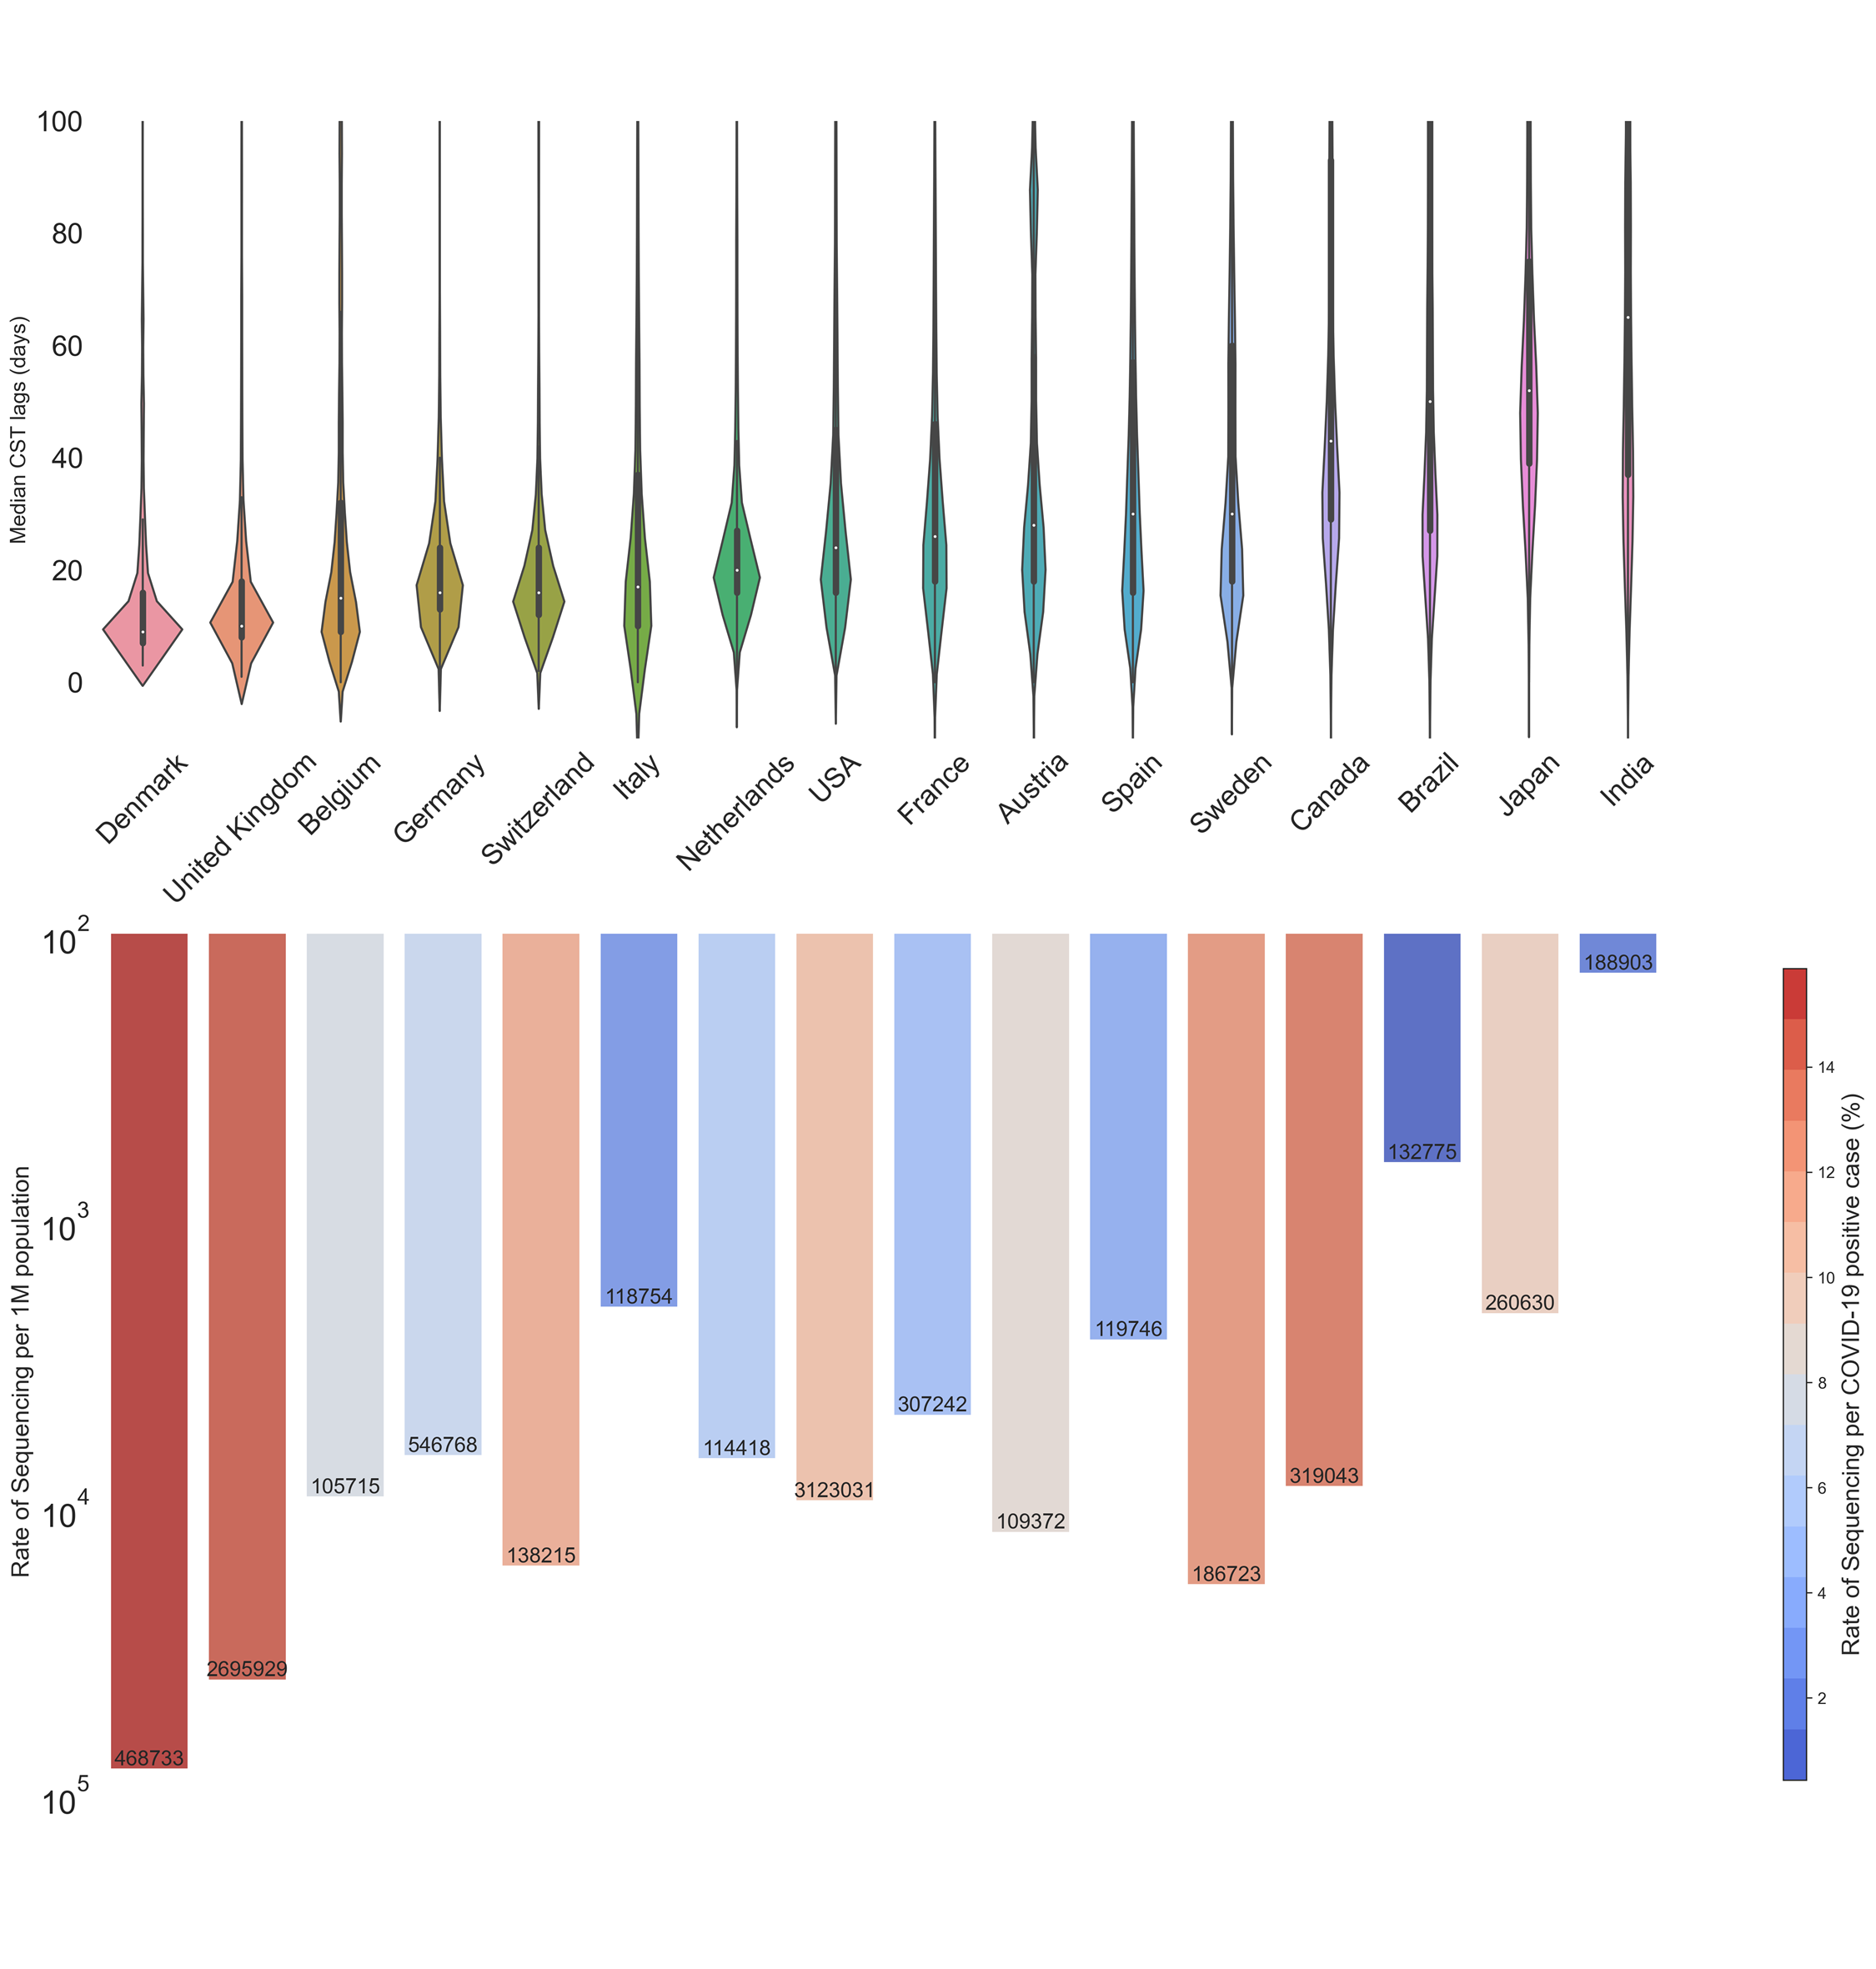 100
80
60
40
20
0
Median CST lags (days)
Denmark
United Kingdom
Belgium
Germany
Switzerland
Italy
Netherlands
USA
France
Austria
Spain
Sweden
Canada
Brazil
Japan
India
10^2
10^3
10^4
10^5
Rate of Sequencing per 1M population
468733
2695929
105715
546768
138215
118754
114418
3123031
307242
109372
119746
186723
319043
132775
260630
188903
14
12
10
8
6
4
2
Rate of Sequencing per COVID-19 positive case (%)